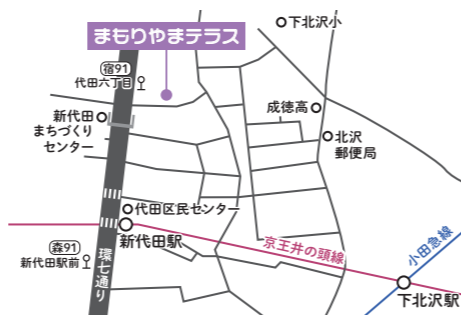 下北沢小
まもりやまテラス
宿91
代田六丁目
成徳高
新代田
まちづくり
センター
北沢
郵便局
代田区民センター
新代田駅
京王井の頭線
小田急線
森91
新代田駅前
環七通り
下北沢駅